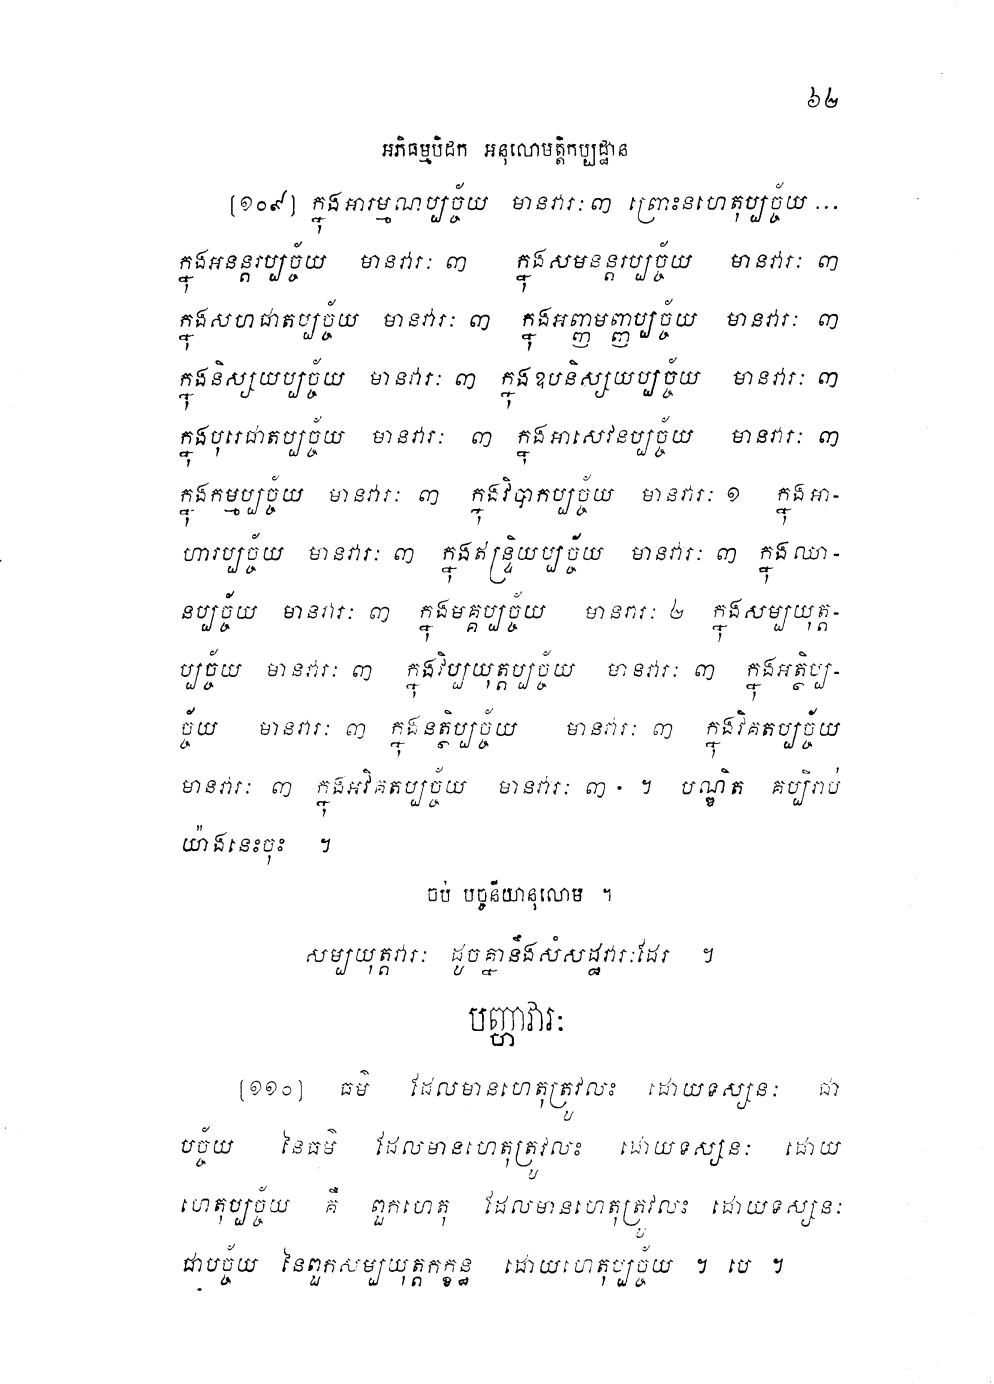 ៦២
អភិធម្មបិដក អនុលោមត្តិកប្បដ្ឋាន
[១០៩] ក្នុងអារម្មណប្បច្ច័យ មានវារៈ ៣ ព្រោះនហេតុប្បច្ច័យ ...
ក្នុងអនន្តរប្បច្ច័យ មានវារៈ ៣ ក្នុងសមនន្តរប្បច្ច័យ មានវារៈ ៣
ក្នុងសហជាតប្បច្ច័យ មានវារៈ ៣ ក្នុងអញ្ញមញ្ញប្បច្ច័យ មានវារៈ ៣
ក្នុងនិស្សយប្បច្ច័យ មានវារៈ ៣ ក្នុងឧបនិស្សយប្បច្ច័យ មានវារៈ ៣
ក្នុងបុរេជាតប្បច្ច័យ មានវារៈ ៣ ក្នុងអាសេវនប្បច្ច័យ មានវារៈ ៣
ក្នុងកម្មប្បច្ច័យ មានវារៈ ៣ ក្នុងវិបាកប្បច្ច័យ មានវារៈ ១ ក្នុងអា-
ហារប្បច្ច័យ មានវារៈ ៣ ក្នុងឥន្ទ្រិយប្បច្ច័យ មានវារៈ ៣ ក្នុងឈា-
នប្បច្ច័យ មានវារៈ ៣ ក្នុងមគ្គប្បច្ច័យ មានវារៈ ២ ក្នុងសម្បយុត្ត-
ប្បច្ច័យ មានវារៈ ៣ ក្នុងវិប្បយុត្តប្បច្ច័យ មានវារៈ ៣ ក្នុងអត្ថិប្ប-
ច្ច័យ មានវារៈ ៣ ក្នុងនត្ថិប្បច្ច័យ មានវារៈ ៣ ក្នុងវិគតប្បច្ច័យ
មានវារៈ ៣ ក្នុងអវិគតប្បច្ច័យ មានវារៈ ៣ ។ បណ្ឌិត គប្បីរាប់
យ៉ាងនេះចុះ ។
ចប់ បច្ចនីយានុលោម ។
សម្បយុត្តវារៈ ដូចគ្នានឹងសំសដ្ឋវារៈដែរ ។
បញ្ហាវារៈ
[១១០] ធម៌ ដែលមានហេតុត្រូវលះ ដោយទស្សនៈ ជា
បច្ច័យ នៃធម៌ ដែលមានហេតុត្រូវលះ ដោយទស្សនៈ ដោយ
ហេតុប្បច្ច័យ គឺ ពួកហេតុ ដែលមានហេតុត្រូវលះ ដោយទស្សនៈ
ជាបច្ច័យ នៃពួកសម្បយុត្តកក្ខន្ធ ដោយហេតុប្បច្ច័យ ។ បេ ។